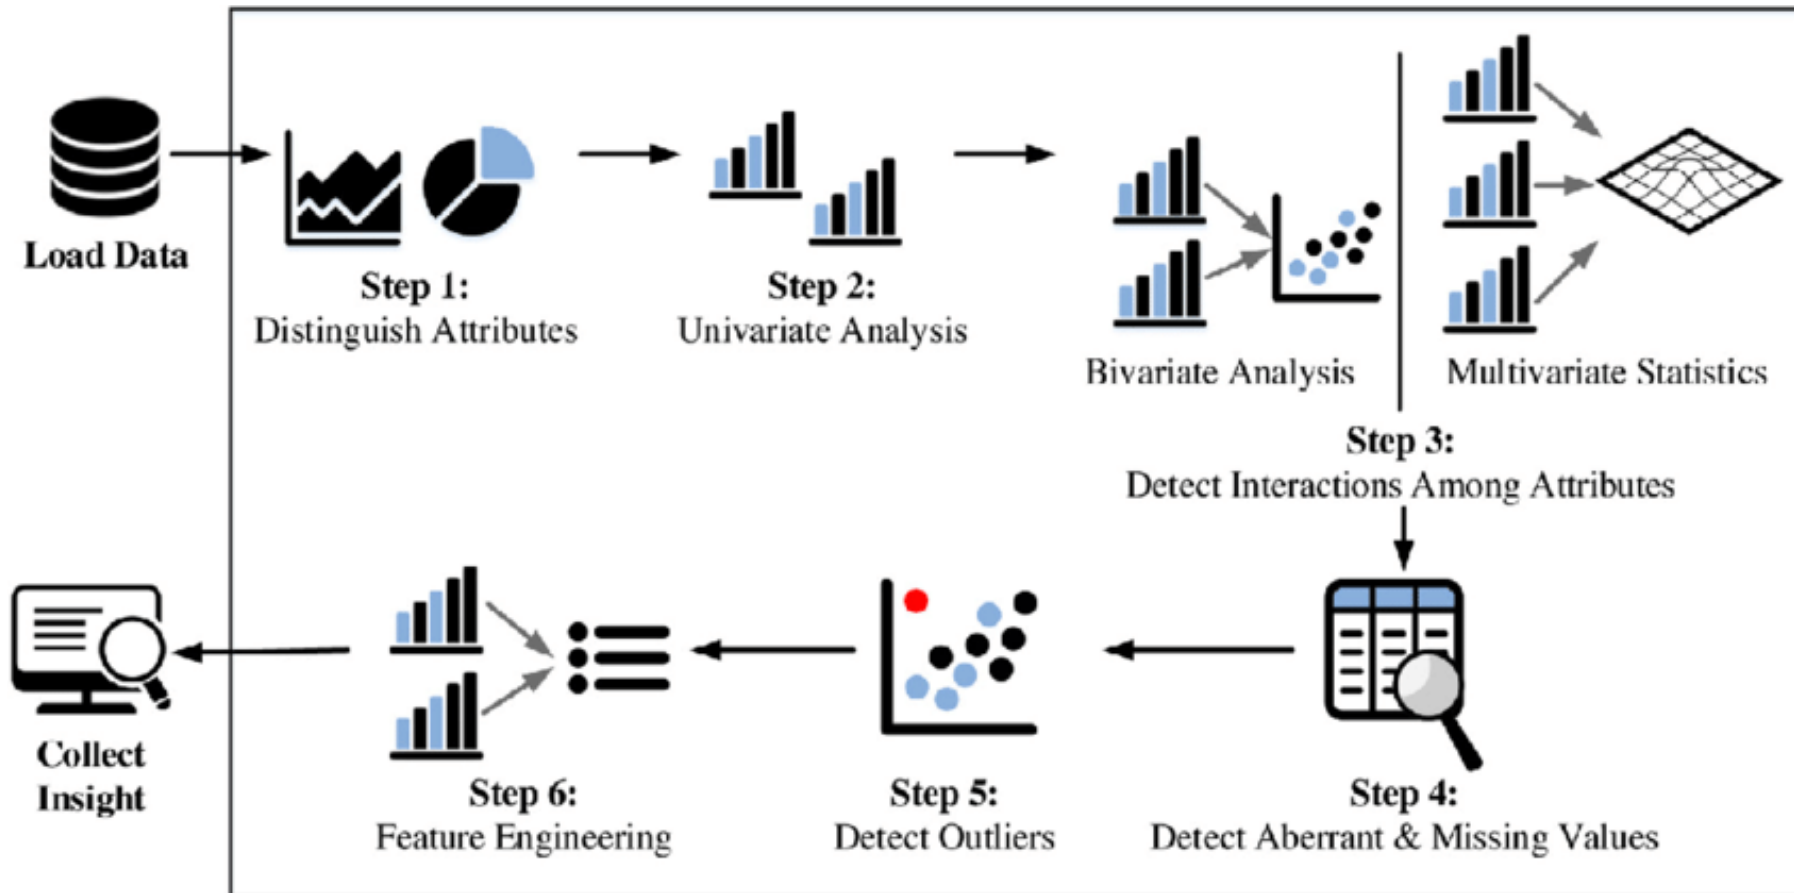 Load Data
Step 1:
Distinguish Attributes
Step 2:
Univariate Analysis
Bivariate Analysis
Multivariate Statistics
Step 3:
Detect Interactions Among Attributes
Step 4:
Detect Aberrant & Missing Values
Step 5:
Detect Outliers
Step 6:
Feature Engineering
Collect
Insight